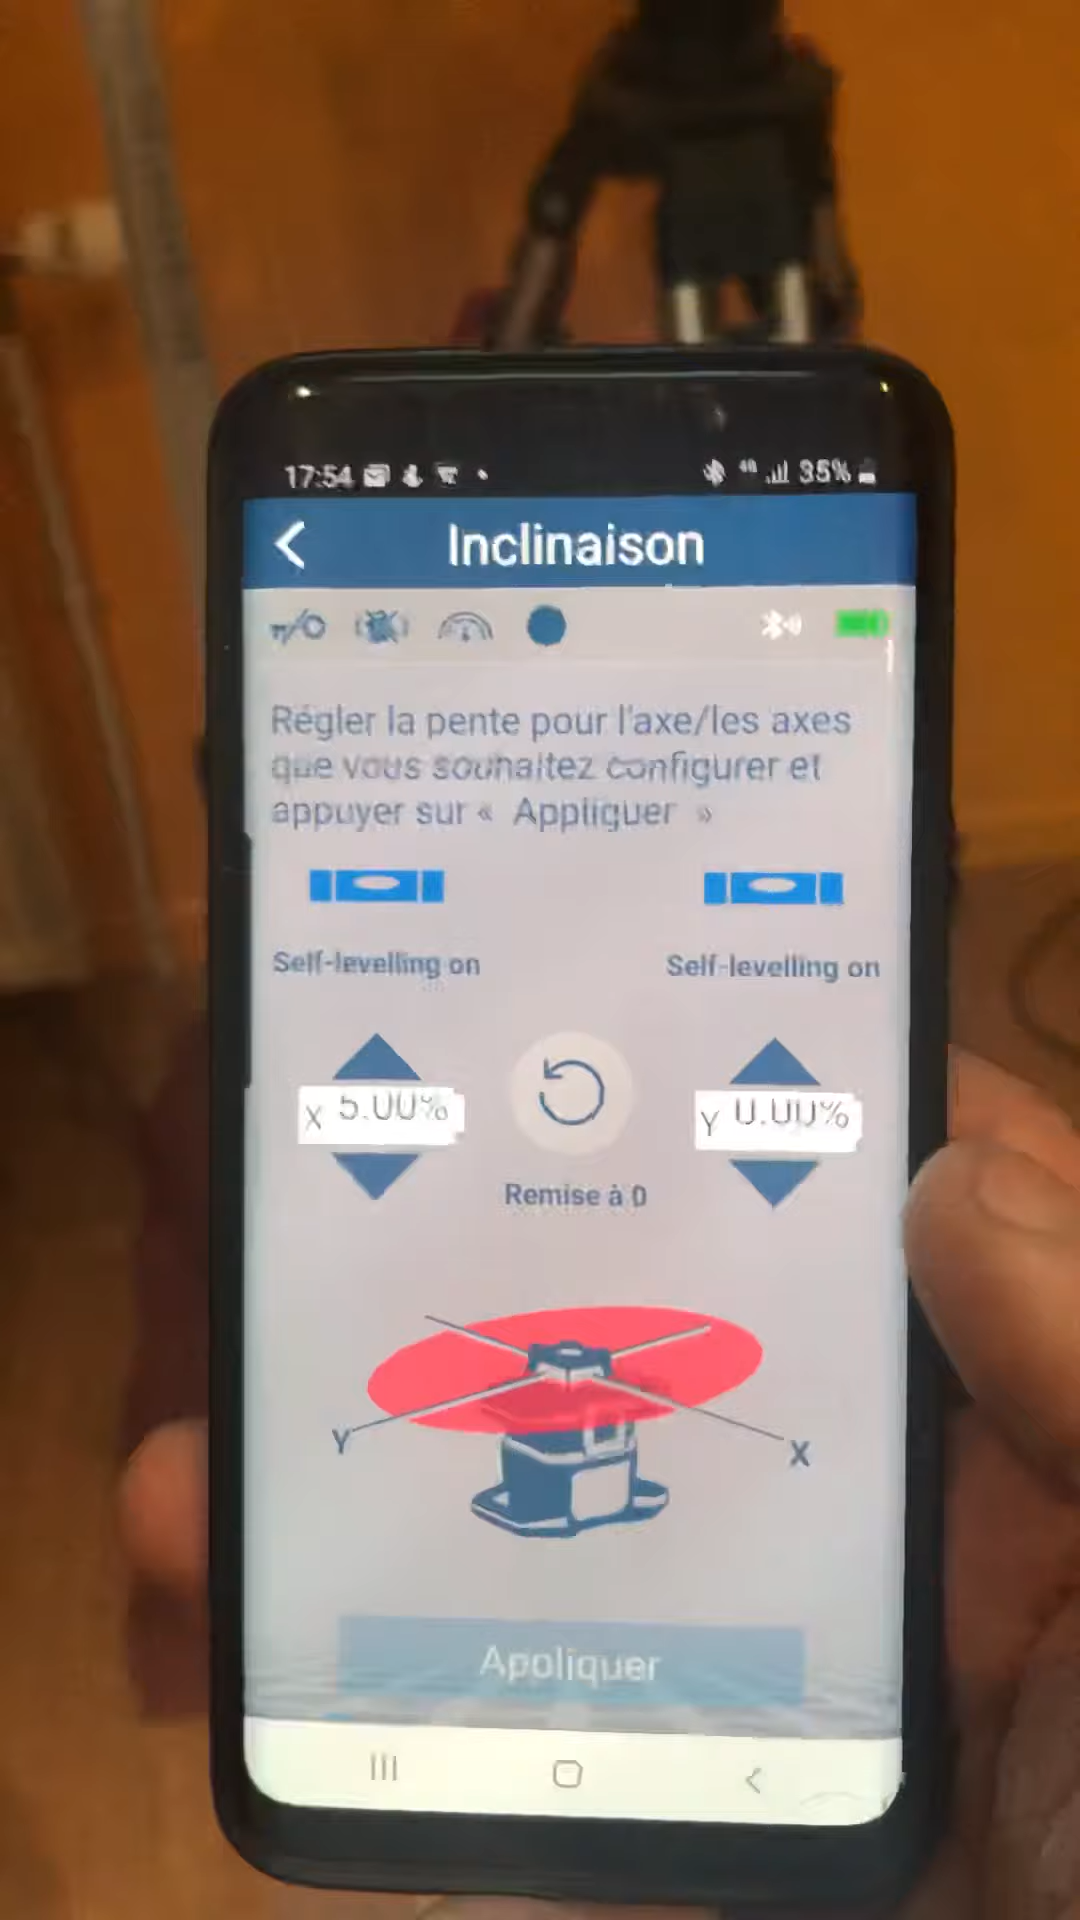 17:54
4G 35%
Inclinaison
Régler la pente pour l'axe/les axes
que vous souhaitez configurer et
appuyer sur « Appliquer »
Self-levelling on
Self-levelling on
X 5.00%
Y 0.00%
Remise à 0
Y
X
Appliquer